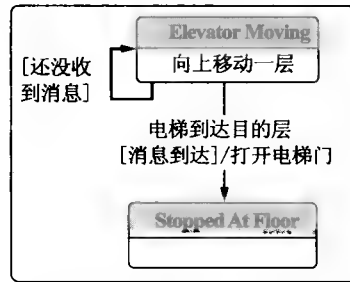 Elevator Moving
向上移动一层
[还没收
到消息]
电梯到达目的层
[消息到达]/打开电梯门
Stopped At Floor